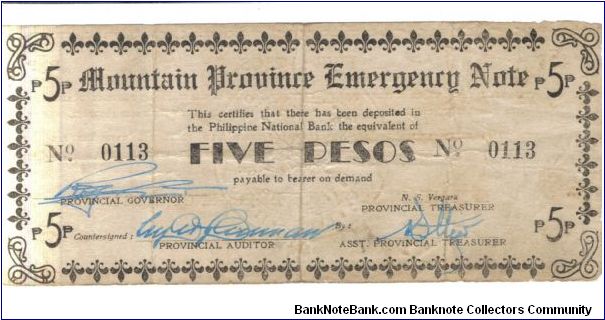 P5P Mountain Province Emergency Note P5P
This certifies that there has been deposited in
the Philippine National Bank the equivalent of
No 0113 FIVE PESOS No 0113
payable to bearer on demand
PROVINCIAL GOVERNOR
N. S. Vergara
PROVINCIAL TREASURER
P5P Countersigned : By : P5P
PROVINCIAL AUDITOR ASST. PROVINCIAL TREASURER
BankNoteBank.com Banknote Collectors Community